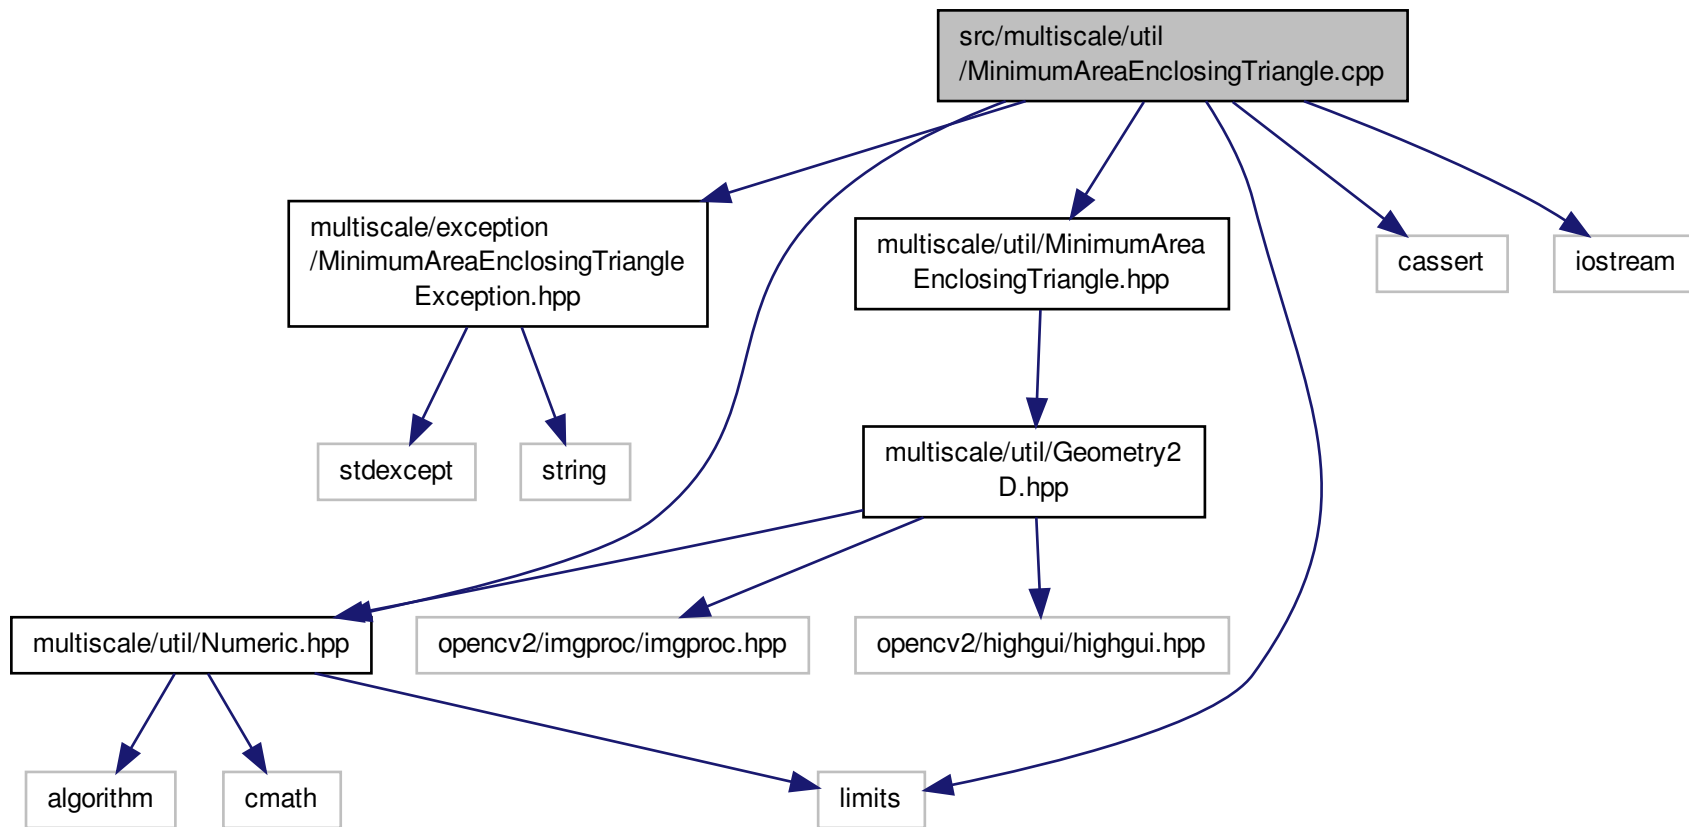 src/multiscale/util
/MinimumAreaEnclosingTriangle.cpp
multiscale/exception
/MinimumAreaEnclosingTriangle
Exception.hpp
multiscale/util/MinimumArea
EnclosingTriangle.hpp
cassert
iostream
stdexcept
string
multiscale/util/Geometry2
D.hpp
multiscale/util/Numeric.hpp
opencv2/imgproc/imgproc.hpp
opencv2/highgui/highgui.hpp
algorithm
cmath
limits